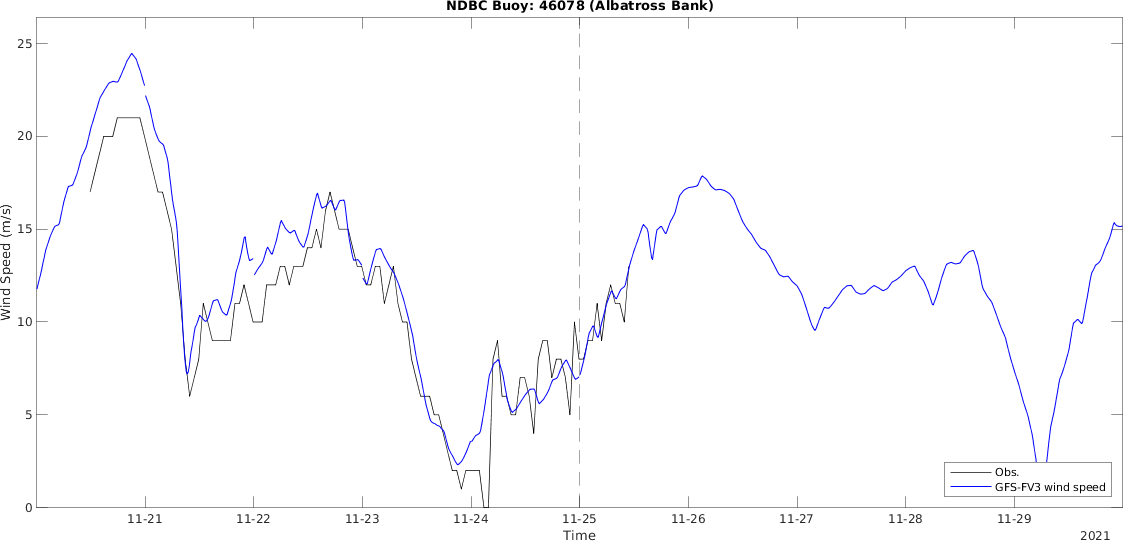 NDBC Buoy: 46078 (Albatross Bank)
25
20
15
10
5
0
Wind Speed (m/s)
11-21 11-22 11-23 11-24 11-25 11-26 11-27 11-28 11-29
Time
2021
Obs.
GFS-FV3 wind speed